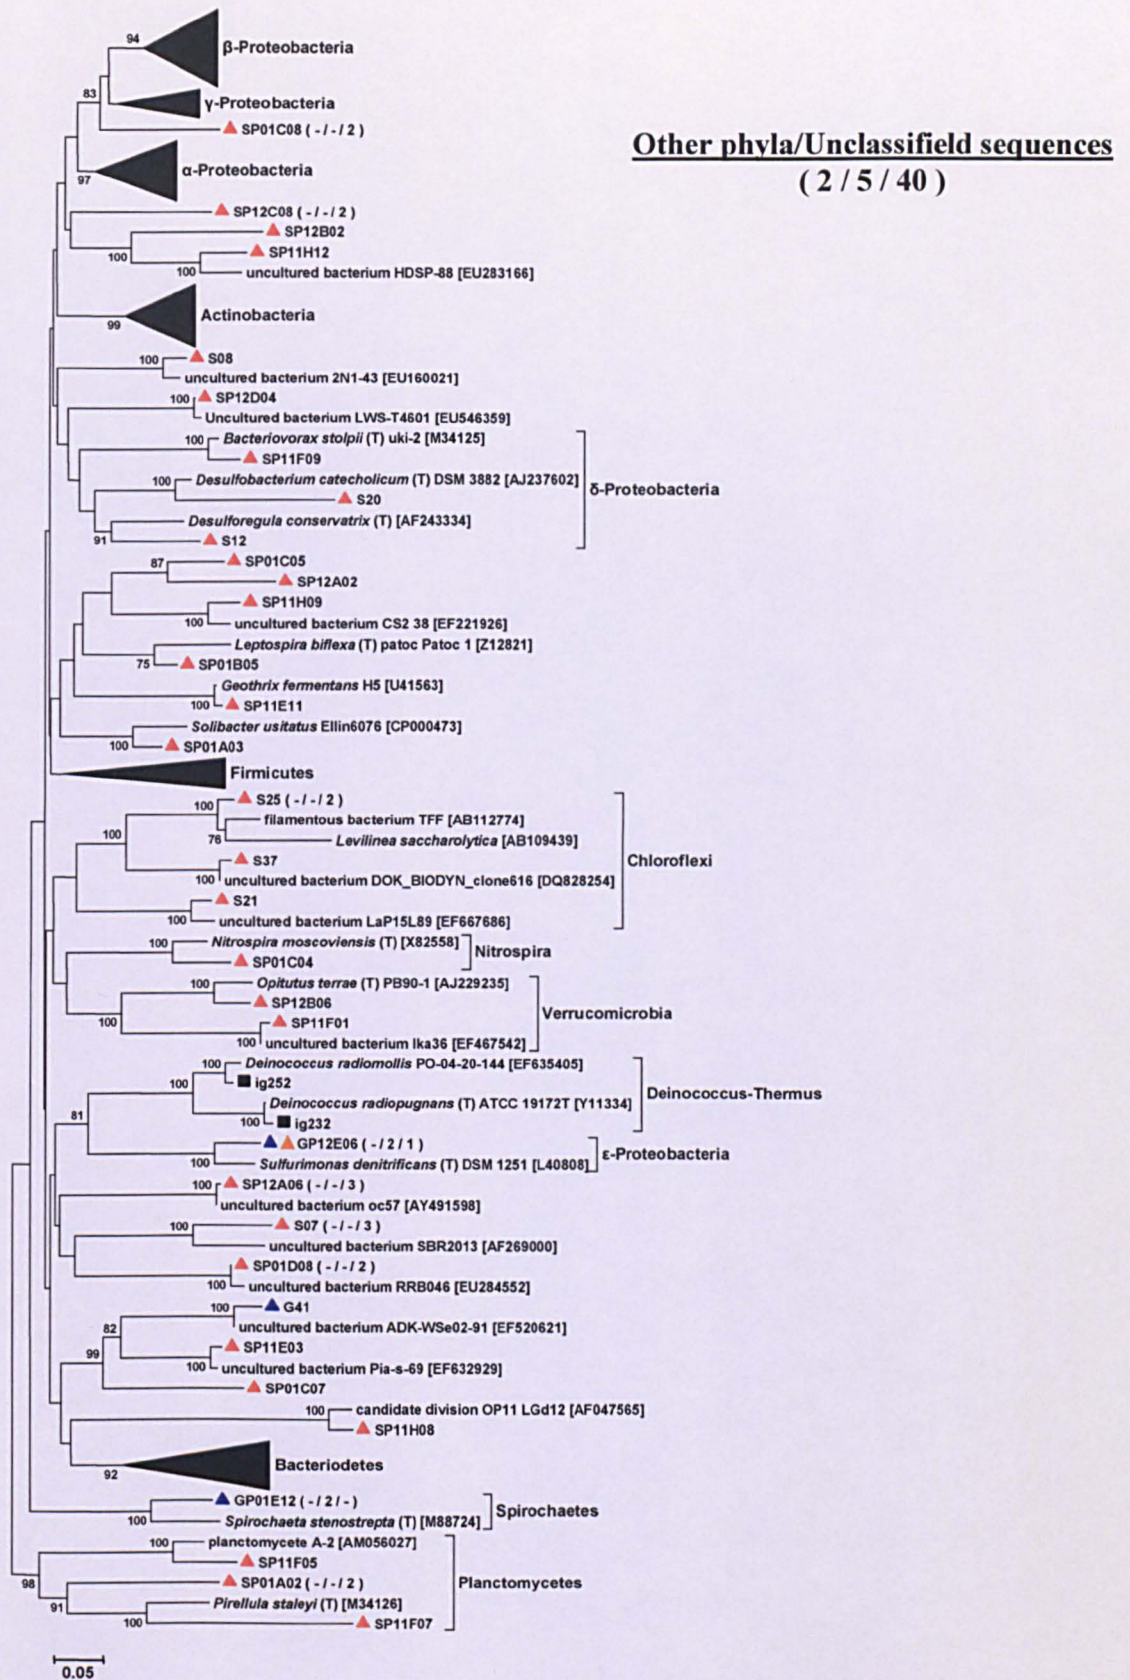 94
β-Proteobacteria
83
γ-Proteobacteria
SP01C08 ( - / - / 2 )
Other phyla/Unclassifield sequences
( 2 / 5 / 40 )
97
α-Proteobacteria
SP12C08 ( - / - / 2 )
SP12B02
100
SP11H12
100
uncultured bacterium HDSP-88 [EU283166]
99
Actinobacteria
100
S08
uncultured bacterium 2N1-43 [EU160021]
100
SP12D04
Uncultured bacterium LWS-T4601 [EU546359]
100
Bacteriovorax stolpii (T) uki-2 [M34125]
SP11F09
100
Desulfobacterium catecholicum (T) DSM 3882 [AJ237602]
δ-Proteobacteria
S20
Desulforegula conservatrix (T) [AF243334]
91
S12
87
SP01C05
SP12A02
SP11H09
100
uncultured bacterium CS2 38 [EF221926]
Leptospira biflexa (T) patoc Patoc 1 [Z12821]
75
SP01B05
Geothrix fermentans H5 [U41563]
100
SP11E11
Solibacter usitatus Ellin6076 [CP000473]
100
SP01A03
Firmicutes
100
S25 ( - / - / 2 )
filamentous bacterium TFF [AB112774]
100
76
Levilinea saccharolytica [AB109439]
Chloroflexi
S37
100
uncultured bacterium DOK_BIODYN_clone616 [DQ828254]
S21
100
uncultured bacterium LaP15L89 [EF667686]
100
Nitrospira moscoviensis (T) [X82558]
Nitrospira
SP01C04
100
Opitutus terrae (T) PB90-1 [AJ229235]
SP12B06
100
Verrucomicrobia
SP11F01
100
uncultured bacterium Ika36 [EF467542]
100
Deinococcus radiomollis PO-04-20-144 [EF635405]
100
ig252
Deinococcus-Thermus
Deinococcus radiopugnans (T) ATCC 19172T [Y11334]
81
100
ig232
GP12E06 ( - / 2 / 1 )
ε-Proteobacteria
100
Sulfurimonas denitrificans (T) DSM 1251 [L40808]
100
SP12A06 ( - / - / 3 )
uncultured bacterium oc57 [AY491598]
100
S07 ( - / - / 3 )
uncultured bacterium SBR2013 [AF269000]
SP01D08 ( - / - / 2 )
100
uncultured bacterium RRB046 [EU284552]
100
G41
uncultured bacterium ADK-WSe02-91 [EF520621]
82
SP11E03
99
100
uncultured bacterium Pia-s-69 [EF632929]
SP01C07
100
candidate division OP11 LGd12 [AF047565]
SP11H08
92
Bacteriodetes
GP01E12 ( - / 2 / - )
Spirochaetes
100
Spirochaeta stenostrepta (T) [M88724]
100
planctomycete A-2 [AM056027]
SP11F05
98
SP01A02 ( - / - / 2 )
Planctomycetes
91
Pirellula staleyi (T) [M34126]
100
SP11F07
0.05